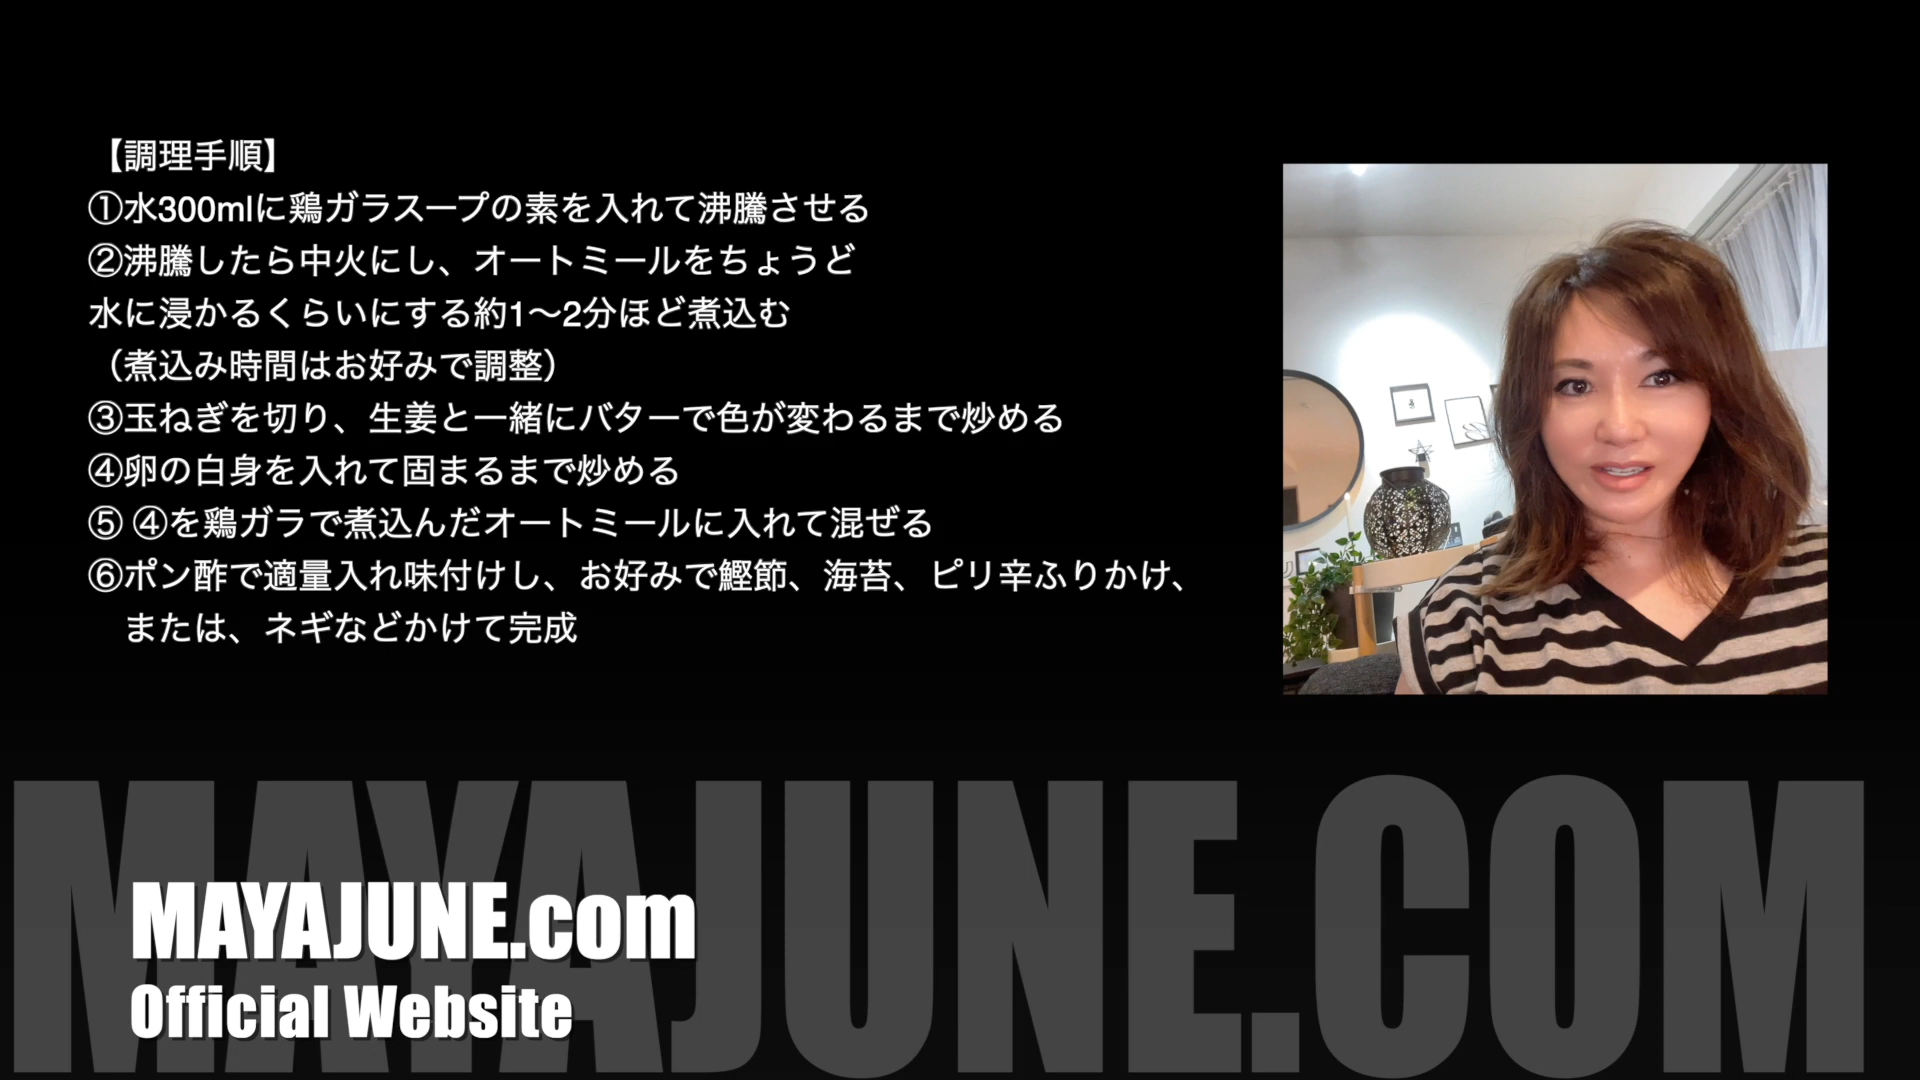 【調理手順】
①水300mlに鶏ガラスープの素を入れて沸騰させる
②沸騰したら中火にし、オートミールをちょうど
水に浸かるくらいにする約1〜2分ほど煮込む
（煮込み時間はお好みで調整）
③玉ねぎを切り、生姜と一緒にバターで色が変わるまで炒める
④卵の白身を入れて固まるまで炒める
⑤ ④を鶏ガラで煮込んだオートミールに入れて混ぜる
⑥ポン酢で適量入れ味付けし、お好みで鰹節、海苔、ピリ辛ふりかけ、
または、ネギなどかけて完成
MAYAJUNE.COM
MAYAJUNE.com
Official Website